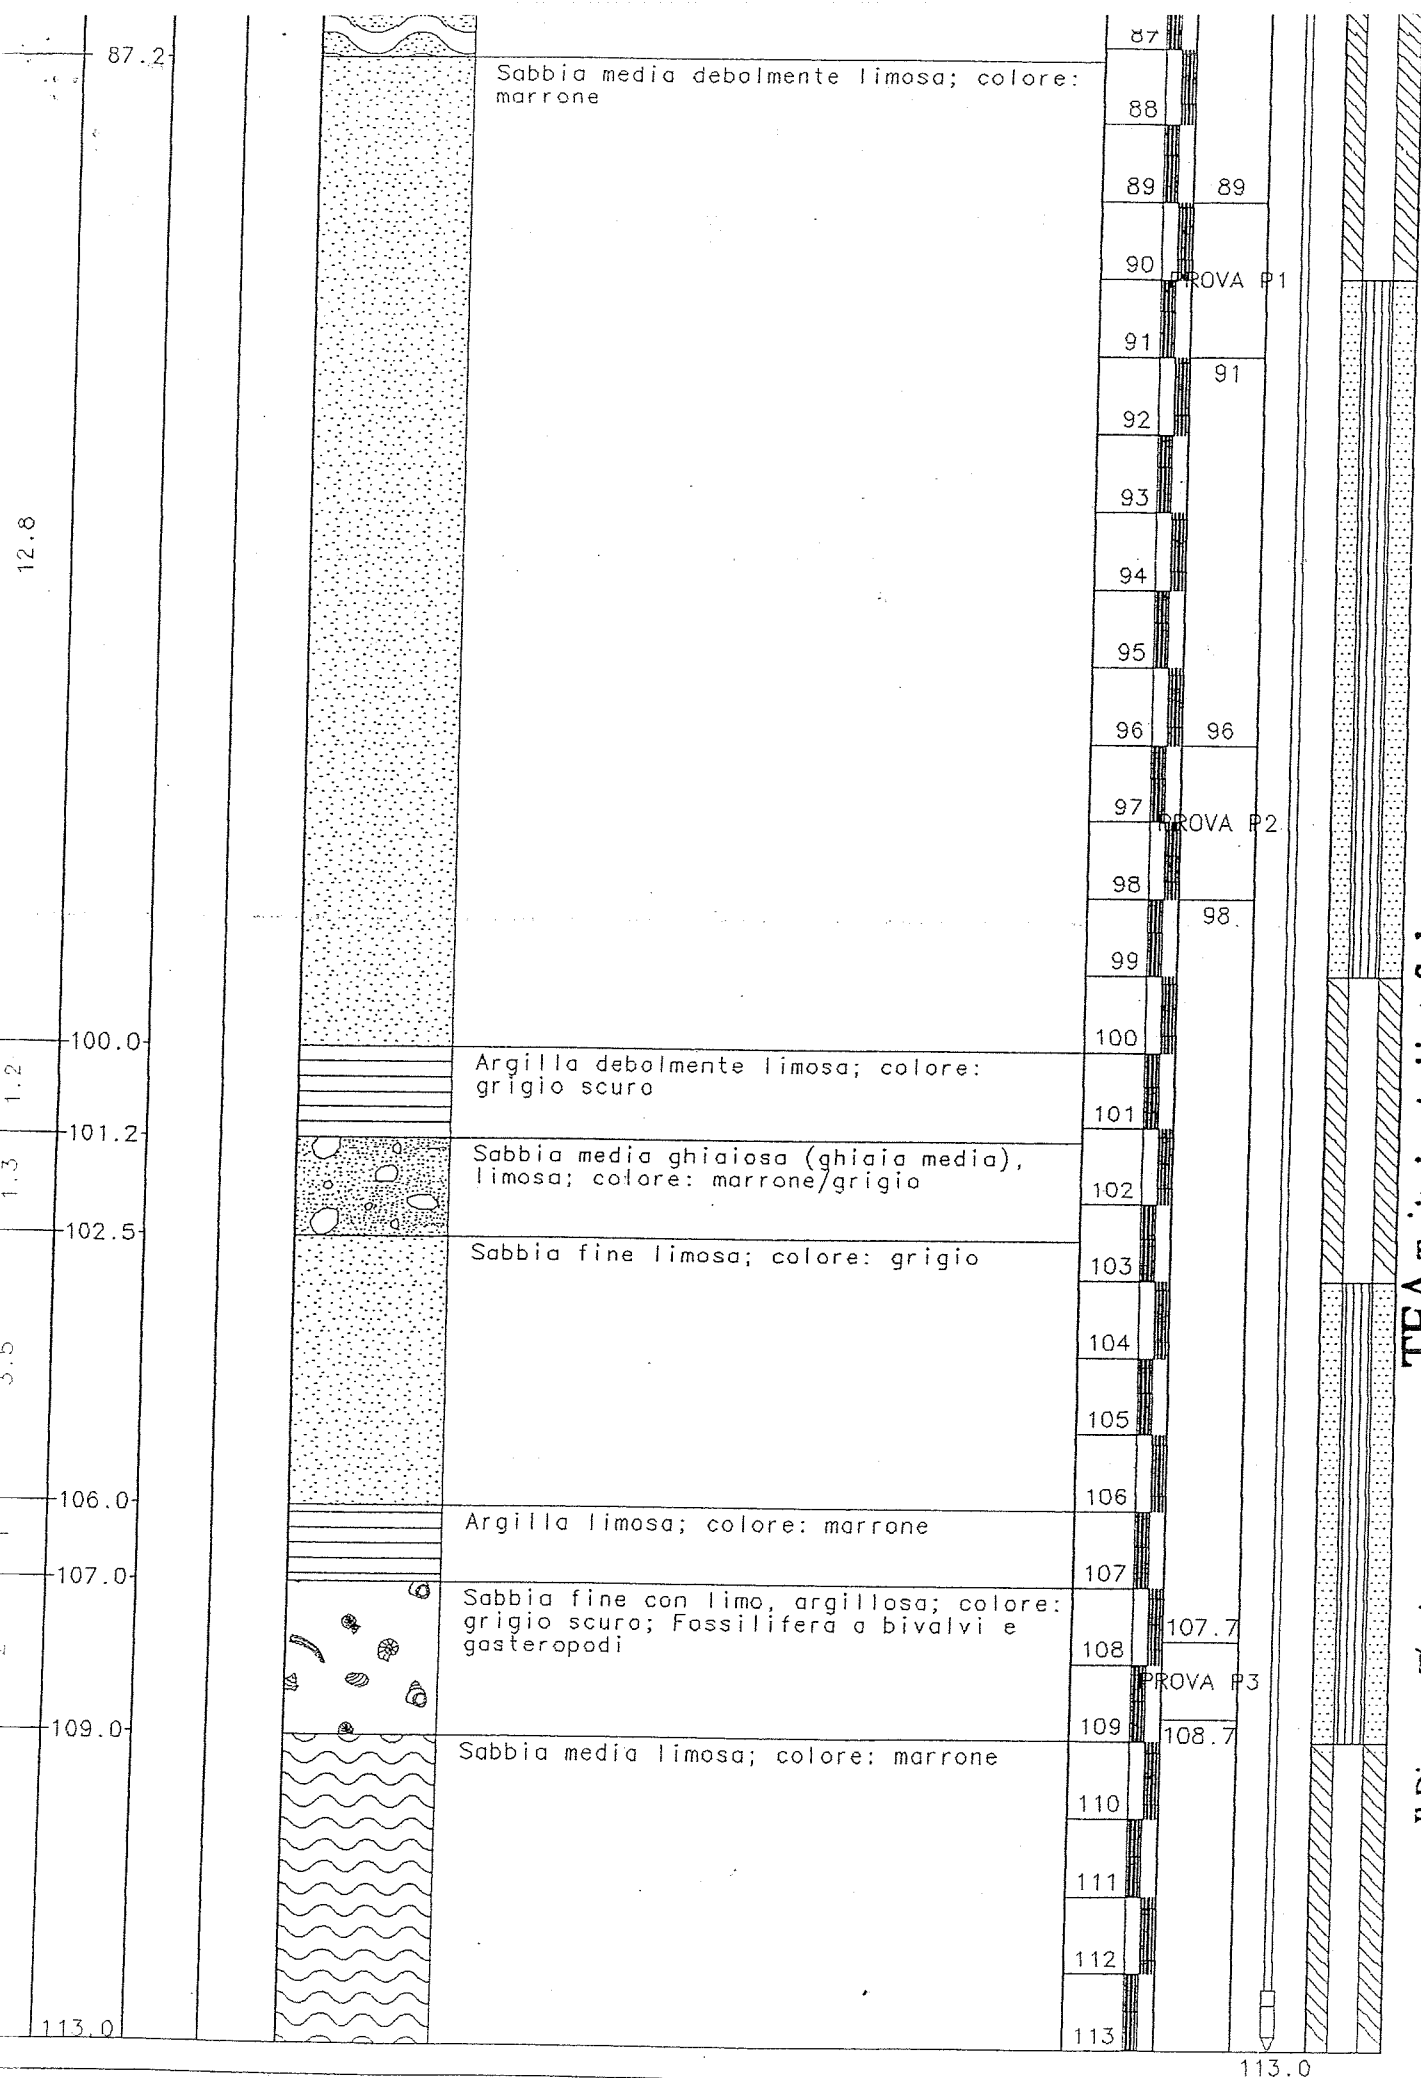 87.2
Sabbia media debolmente limosa; colore:
marrone
12.8
100.0
Argilla debolmente limosa; colore:
grigio scuro
1.2
101.2
Sabbia media ghiaiosa (ghiaia media),
limosa; colore: marrone/grigio
1.3
102.5
Sabbia fine limosa; colore: grigio
3.5
106.0
Argilla limosa; colore: marrone
107.0
Sabbia fine con limo, argillosa; colore:
grigio scuro; Fossilifera a bivalvi e
gasteropodi
109.0
Sabbia media limosa; colore: marrone
113.0
87
88
89
90
91
92
93
94
95
96
97
98
99
100
101
102
103
104
105
106
107
108
109
110
111
112
113
89
PROVA P1
91
96
PROVA P2
98
107.7
PROVA P3
108.7
113.0
TEA